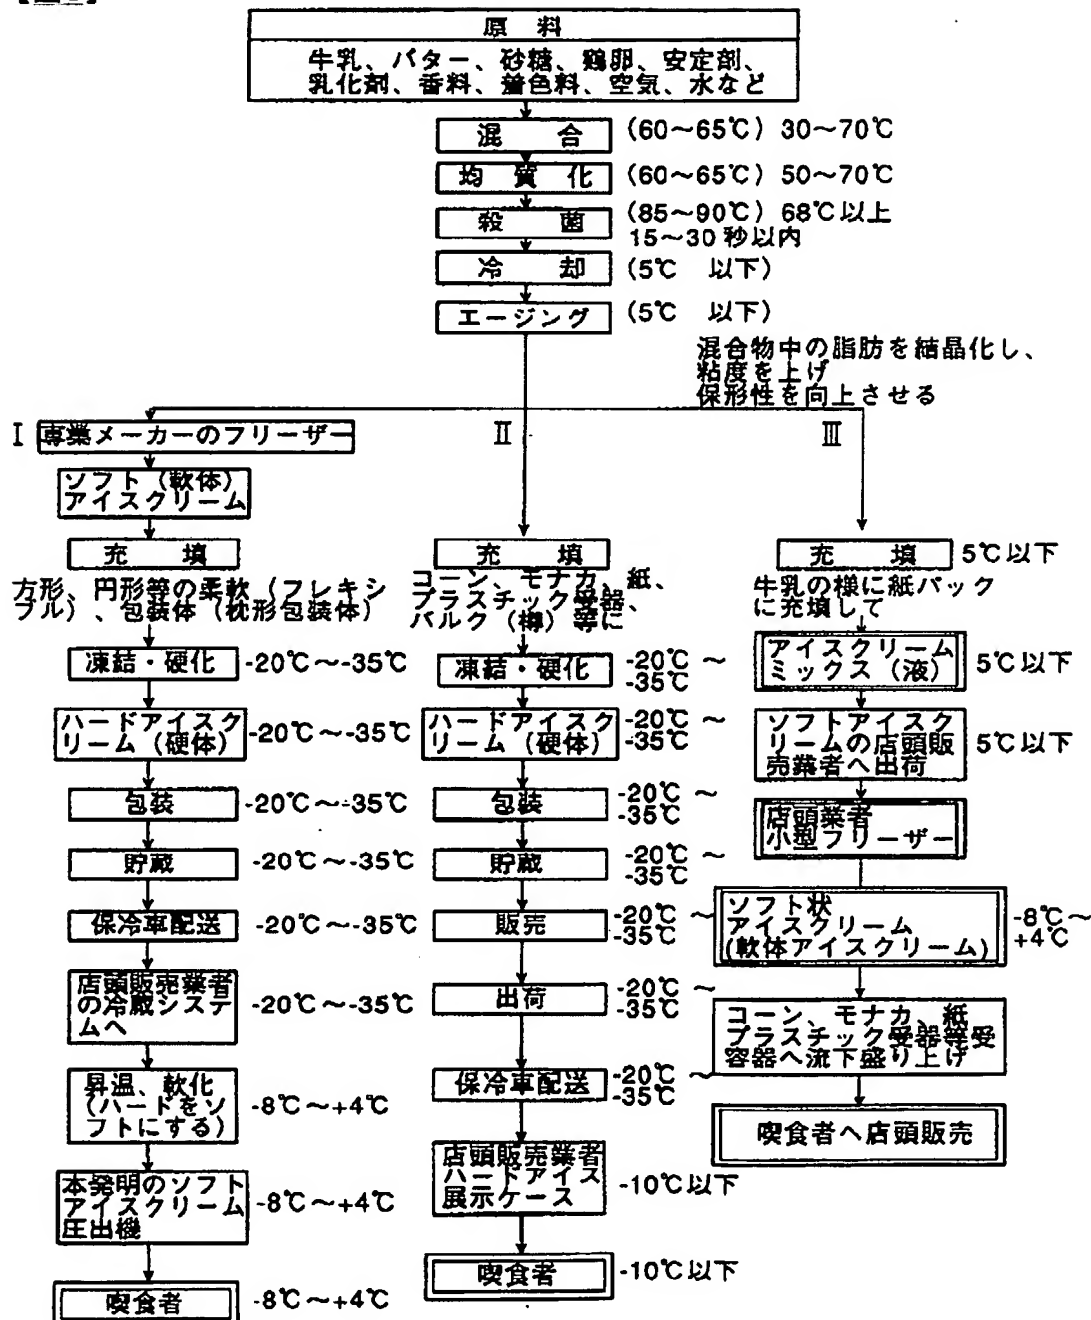 原 料
牛乳、バター、砂糖、鶏卵、安定剤、
乳化剤、香料、着色料、空気、水など
混 合
(60～65℃) 30～70℃
均 質 化
(60～65℃) 50～70℃
殺 菌
(85～90℃) 68℃以上
15～30秒以内
冷 却
(5℃ 以下)
エージング
(5℃ 以下)
混合物中の脂肪を結晶化し、
粘度を上げ
保形性を向上させる
I
専業メーカーのフリーザー
ソフト(軟体)
アイスクリーム
充 填
方形、円形等の柔軟(フレキシ
ブル)、包装体(枕形包装体)
凍結・硬化
-20℃～-35℃
ハードアイスク
リーム(硬体)
-20℃～-35℃
包装
-20℃～-35℃
貯蔵
-20℃～-35℃
保冷車配送
-20℃～-35℃
店頭販売業者
の冷蔵システ
ムへ
-20℃～-35℃
昇温、軟化
(ハードをソ
フトにする)
-8℃～+4℃
本発明のソフト
アイスクリーム
圧出機
-8℃～+4℃
喫食者
-8℃～+4℃
II
充 填
コーン、モナカ、紙、
プラスチック受器、
バルク(樽)等に
凍結・硬化
-20℃～
-35℃
ハードアイスク
リーム(硬体)
-20℃～
-35℃
包装
-20℃～
-35℃
貯蔵
-20℃～
-35℃
販売
-20℃～
-35℃
出荷
-20℃～
-35℃
保冷車配送
-20℃～
-35℃
店頭販売業者
ハードアイス
展示ケース
-10℃以下
喫食者
-10℃以下
III
充 填
5℃以下
牛乳の様に紙パック
に充填して
アイスクリーム
ミックス(液)
5℃以下
ソフトアイスク
リームの店頭販
売業者へ出荷
5℃以下
店頭業者
小型フリーザー
ソフト状
アイスクリーム
(軟体アイスクリーム)
-8℃～
+4℃
コーン、モナカ、紙
プラスチック受器等受
容器へ流下盛り上げ
喫食者へ店頭販売